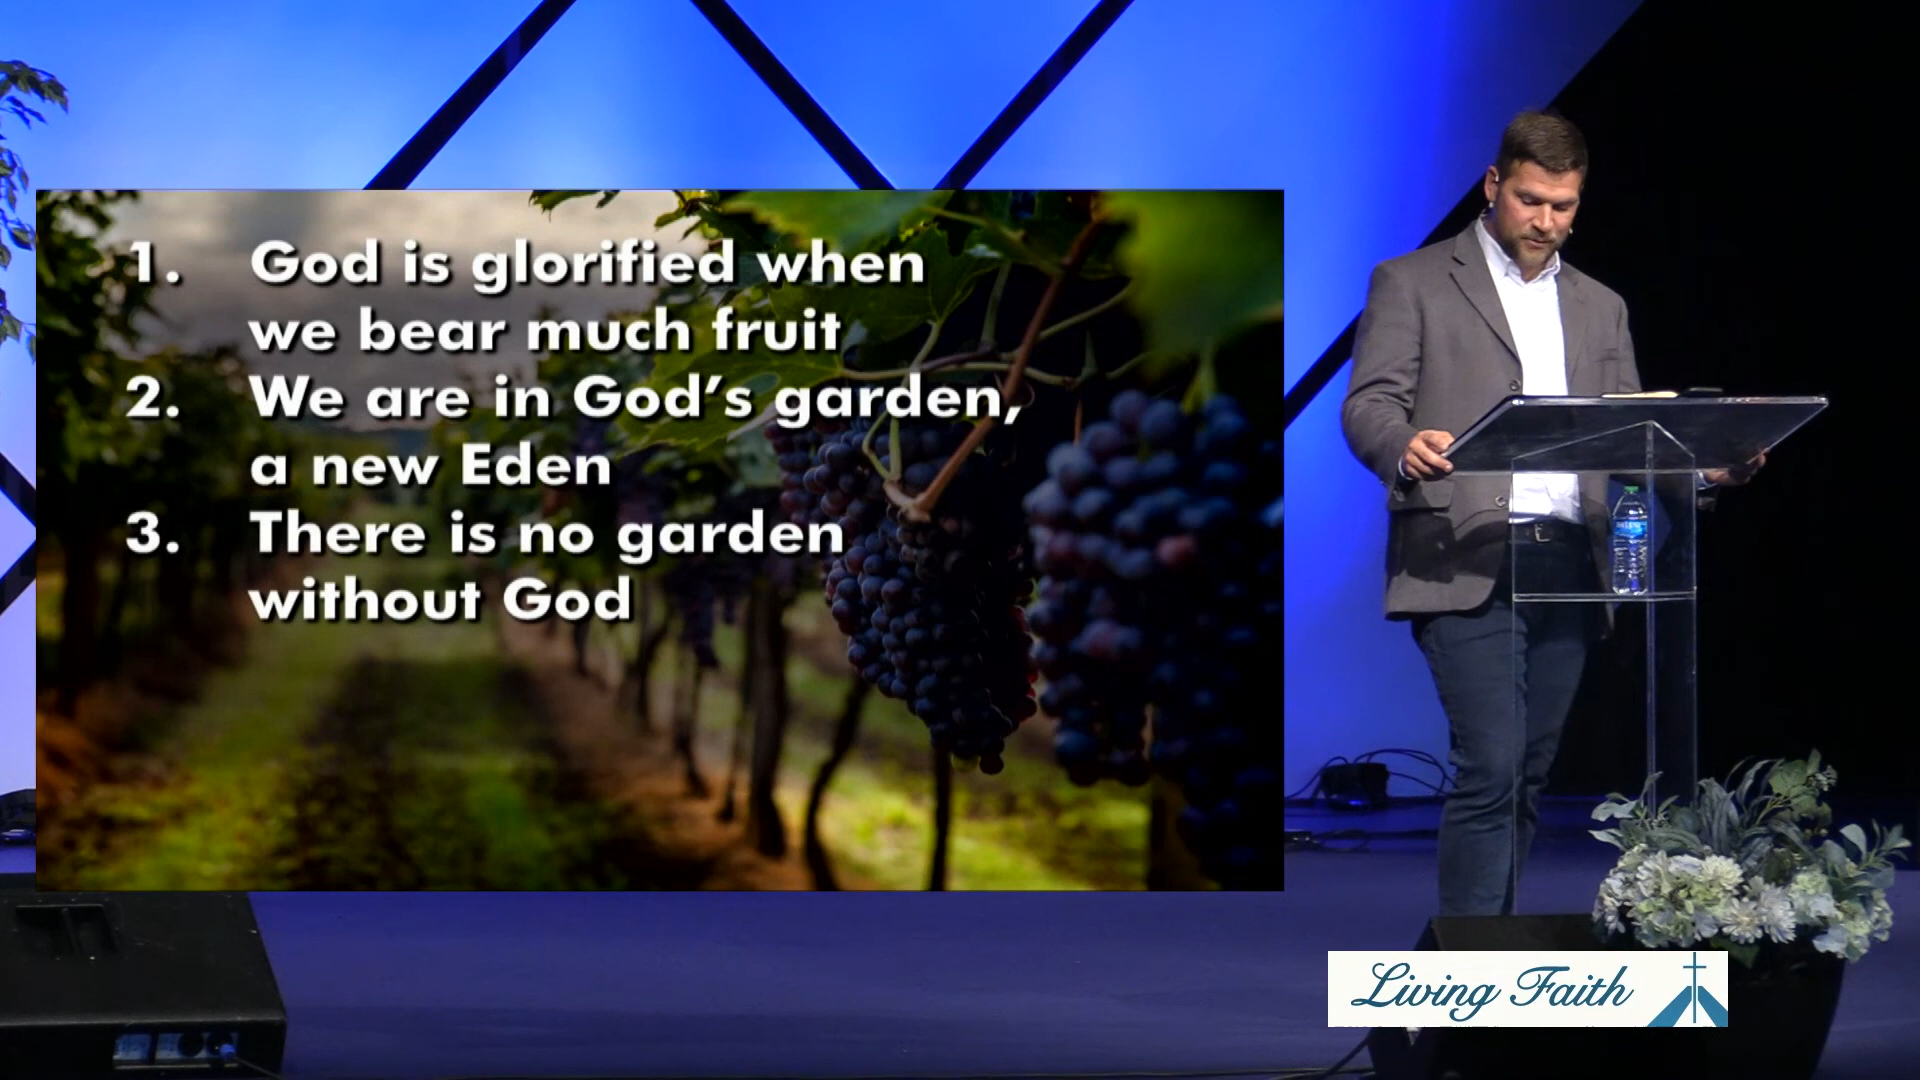 1. God is glorified when
we bear much fruit
2. We are in God's garden,
a new Eden
3. There is no garden
without God
Living Faith